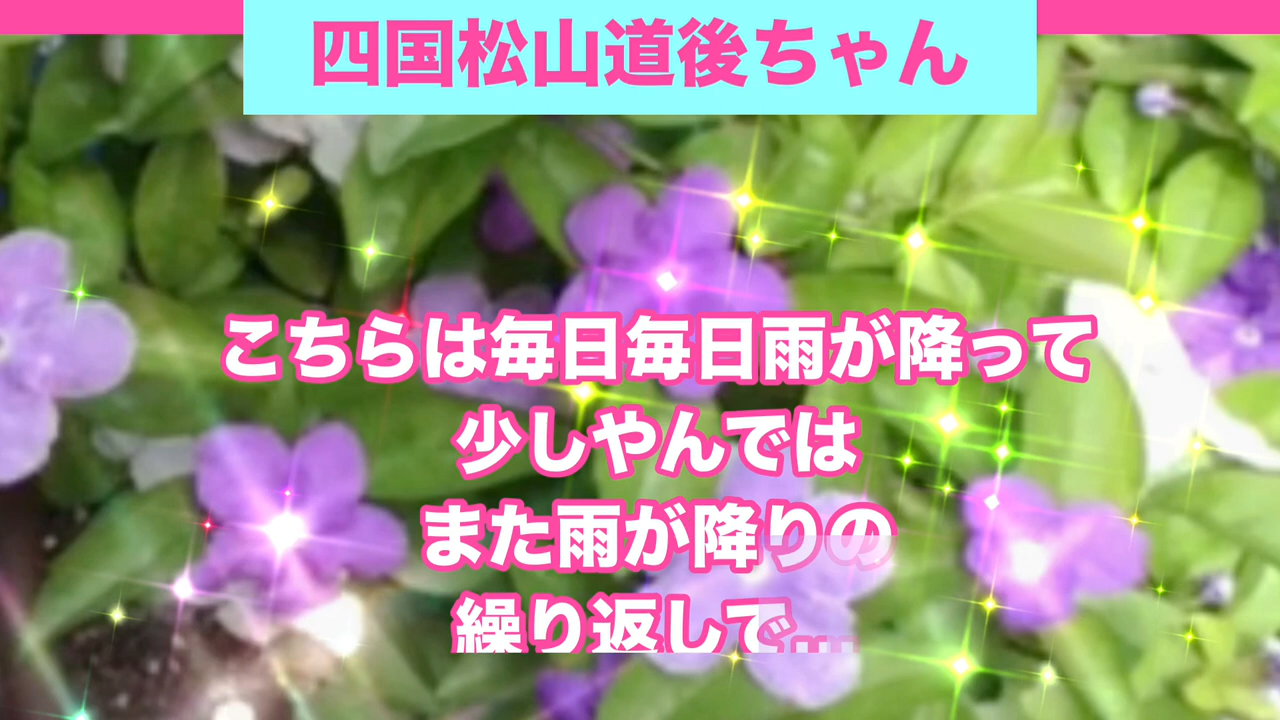 四国松山道後ちゃん
こちらは毎日毎日雨が降って
少しやんでは
また雨が降りの
繰り返しで...